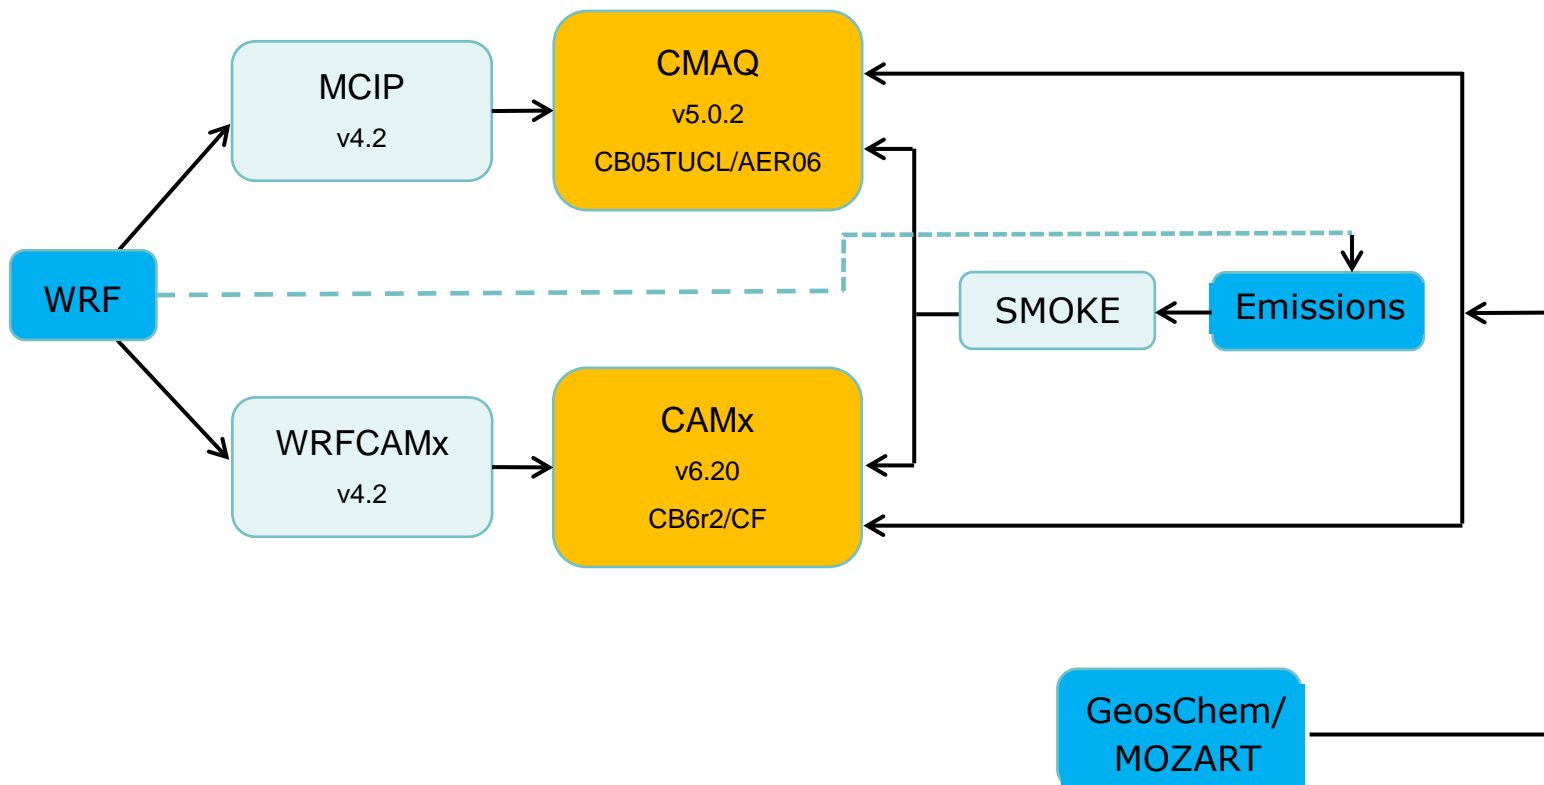 MCIP
v4.2
CMAQ
v5.0.2
CB05TUCL/AER06
WRF
SMOKE
Emissions
WRFCAMx
v4.2
CAMx
v6.20
CB6r2/CF
GeosChem/
MOZART